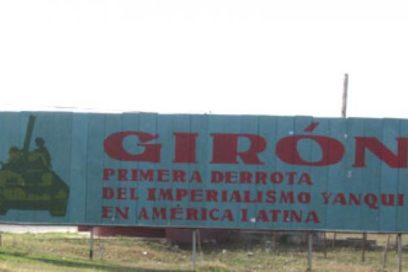 GIRÓN
PRIMERA DERROTA
DEL IMPERIALISMO YANQUI
EN AMÉRICA LATINA